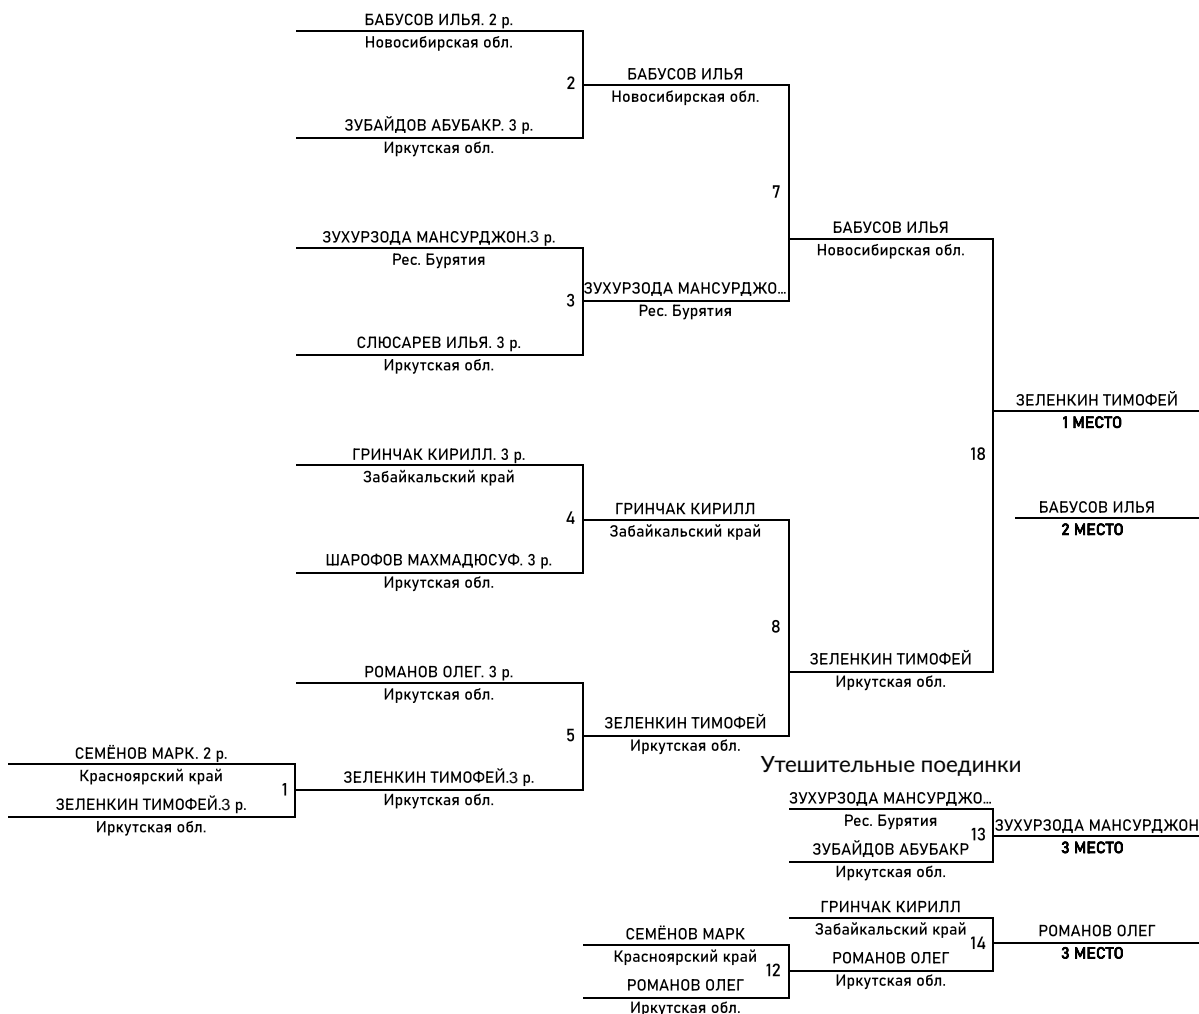 БАБУСОВ ИЛЬЯ. 2 р.
Новосибирская обл.
2
БАБУСОВ ИЛЬЯ
Новосибирская обл.
ЗУБАЙДОВ АБУБАКР. 3 р.
Иркутская обл.
7
ЗУХУРЗОДА МАНСУРДЖОН.3 р.
Рес. Бурятия
БАБУСОВ ИЛЬЯ
Новосибирская обл.
3
ЗУХУРЗОДА МАНСУРДЖО...
Рес. Бурятия
СЛЮСАРЕВ ИЛЬЯ. 3 р.
Иркутская обл.
ЗЕЛЕНКИН ТИМОФЕЙ
1 МЕСТО
18
ГРИНЧАК КИРИЛЛ. 3 р.
Забайкальский край
4
ГРИНЧАК КИРИЛЛ
Забайкальский край
БАБУСОВ ИЛЬЯ
2 МЕСТО
ШАРОФОВ МАХМАДЮСУФ. 3 р.
Иркутская обл.
8
РОМАНОВ ОЛЕГ. 3 р.
Иркутская обл.
ЗЕЛЕНКИН ТИМОФЕЙ
Иркутская обл.
5
ЗЕЛЕНКИН ТИМОФЕЙ
Иркутская обл.
СЕМЁНОВ МАРК. 2 р.
Красноярский край
1
ЗЕЛЕНКИН ТИМОФЕЙ.3 р.
Иркутская обл.
ЗЕЛЕНКИН ТИМОФЕЙ.3 р.
Иркутская обл.
Утешительные поединки
ЗУХУРЗОДА МАНСУРДЖО...
Рес. Бурятия
13
ЗУХУРЗОДА МАНСУРДЖОН
3 МЕСТО
ЗУБАЙДОВ АБУБАКР
Иркутская обл.
ГРИНЧАК КИРИЛЛ
Забайкальский край
14
РОМАНОВ ОЛЕГ
3 МЕСТО
СЕМЁНОВ МАРК
Красноярский край
12
РОМАНОВ ОЛЕГ
Иркутская обл.
РОМАНОВ ОЛЕГ
Иркутская обл.